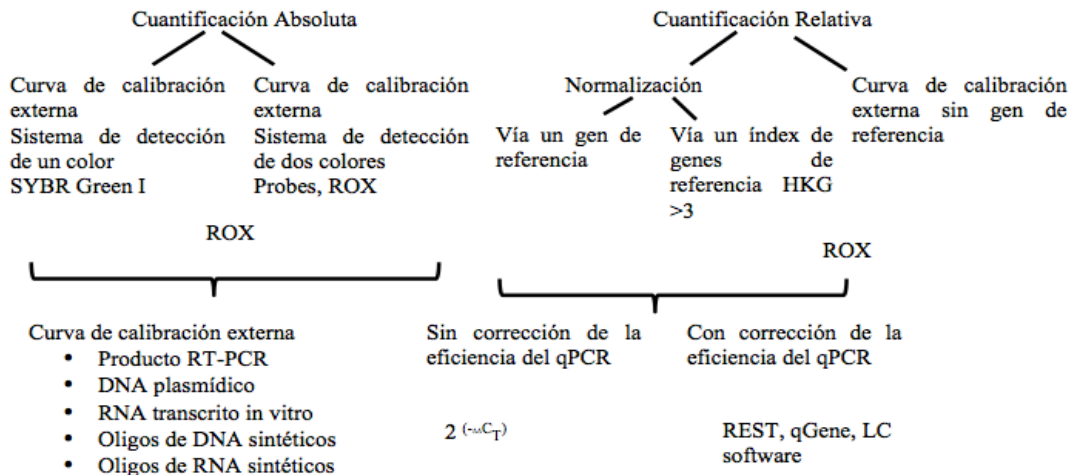 Cuantificación Absoluta
Curva de calibración
externa
Sistema de detección
de un color
SYBR Green I
Curva de calibración
externa
Sistema de detección
de dos colores
Probes, ROX
ROX
Curva de calibración externa
• Producto RT-PCR
• DNA plasmídico
• RNA transcrito in vitro
• Oligos de DNA sintéticos
• Oligos de RNA sintéticos
Cuantificación Relativa
Normalización
Vía un gen de
referencia
Vía un índex de
genes de
referencia HKG
>3
Curva de calibración
externa sin gen de
referencia
ROX
Sin corrección de la
eficiencia del qPCR
2 (-ΔΔCT)
Con corrección de la
eficiencia del qPCR
REST, qGene, LC
software